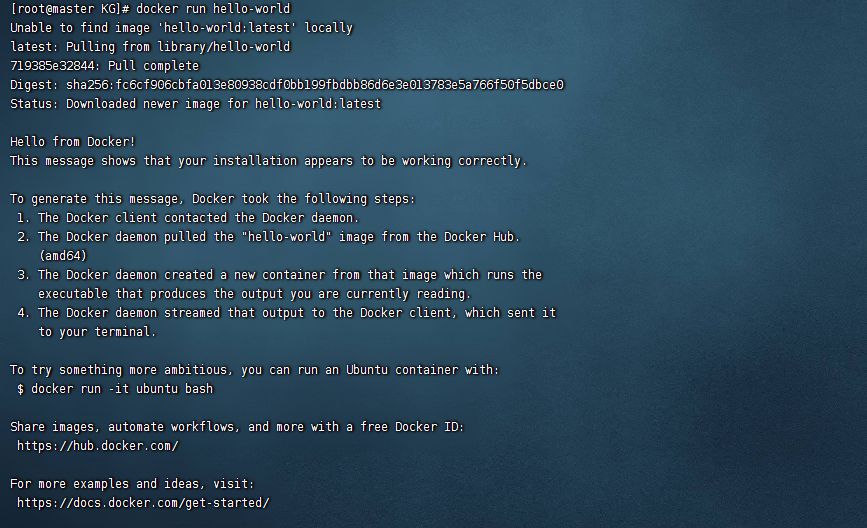 [root@master KG]# docker run hello-world
Unable to find image 'hello-world:latest' locally
latest: Pulling from library/hello-world
719385e32844: Pull complete
Digest: sha256:fc6cf906cbfa013e80938cdf0bb199fbdbb86d6e3e013783e5a766f50f5dbce0
Status: Downloaded newer image for hello-world:latest
Hello from Docker!
This message shows that your installation appears to be working correctly.
To generate this message, Docker took the following steps:
1. The Docker client contacted the Docker daemon.
2. The Docker daemon pulled the "hello-world" image from the Docker Hub.
(amd64)
3. The Docker daemon created a new container from that image which runs the
executable that produces the output you are currently reading.
4. The Docker daemon streamed that output to the Docker client, which sent it
to your terminal.
To try something more ambitious, you can run an Ubuntu container with:
$ docker run -it ubuntu bash
Share images, automate workflows, and more with a free Docker ID:
https://hub.docker.com/
For more examples and ideas, visit:
https://docs.docker.com/get-started/